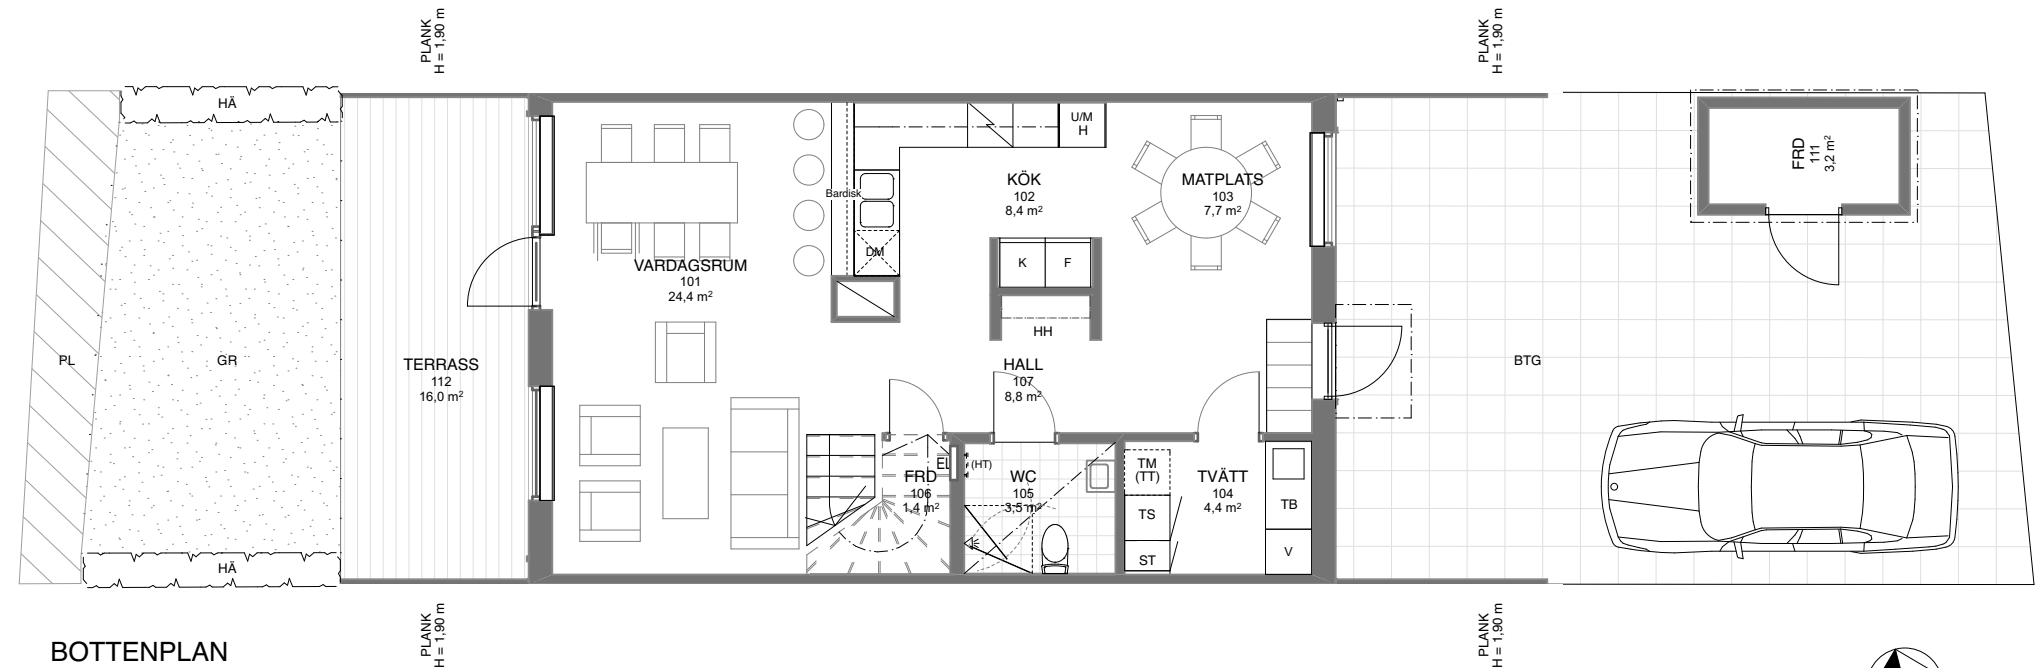 PLANK
H = 1,90 m
PLANK
H = 1,90 m
HÄ
U/M
H
FRD
111
3,2 m²
KÖK
102
8,4 m²
MATPLATS
103
7,7 m²
Bardisk
DM
K
F
VARDAGSRUM
101
24,4 m²
HH
PL
GR
TERRASS
112
16,0 m²
HALL
107
8,8 m²
BTG
EL
(HT)
FRD
106
1,4 m²
WC
105
3,5 m²
TM
(TT)
TS
ST
TVÄTT
104
4,4 m²
TB
V
HÄ
PLANK
H = 1,90 m
PLANK
H = 1,90 m
BOTTENPLAN